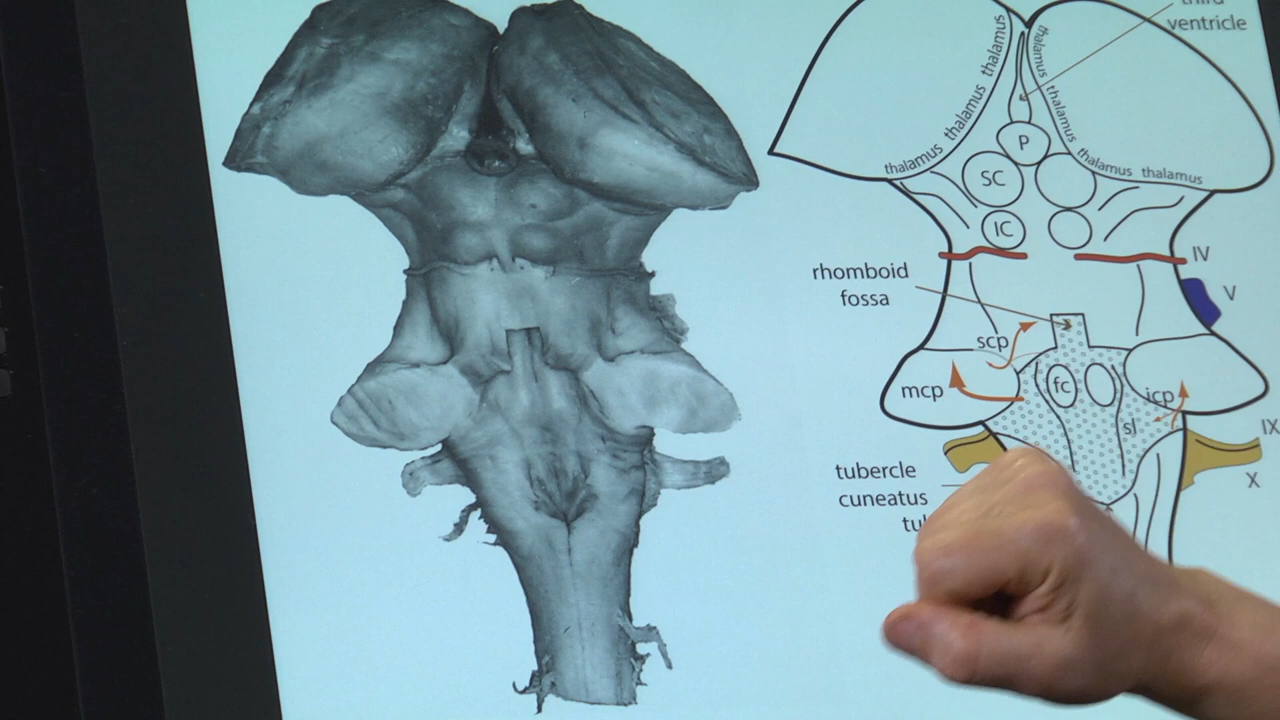 third
ventricle
thalamus thalamus thalamus
thalamus thalamus thalamus thalamus
P
SC
IC
IV
rhomboid
fossa
V
scp
mcp
fc
icp
sl
IX
tubercle
cuneatus
X